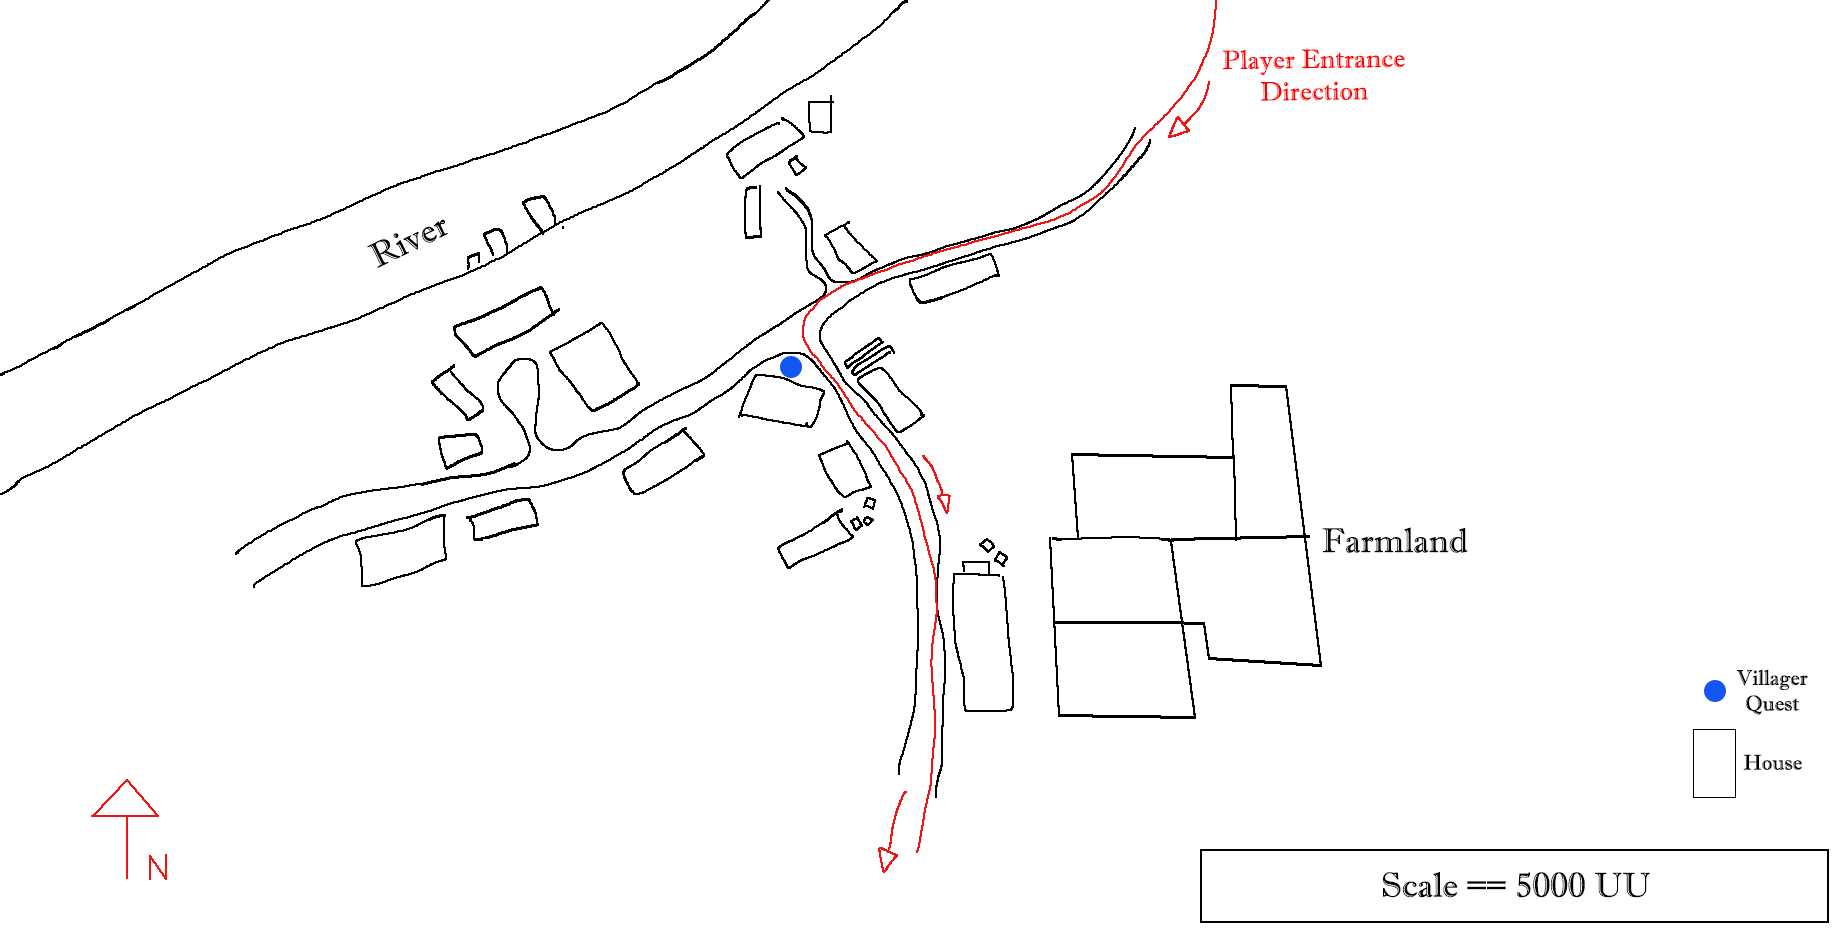 Player Entrance
Direction
River
Farmland
Villager
Quest
House
N
Scale == 5000 UU